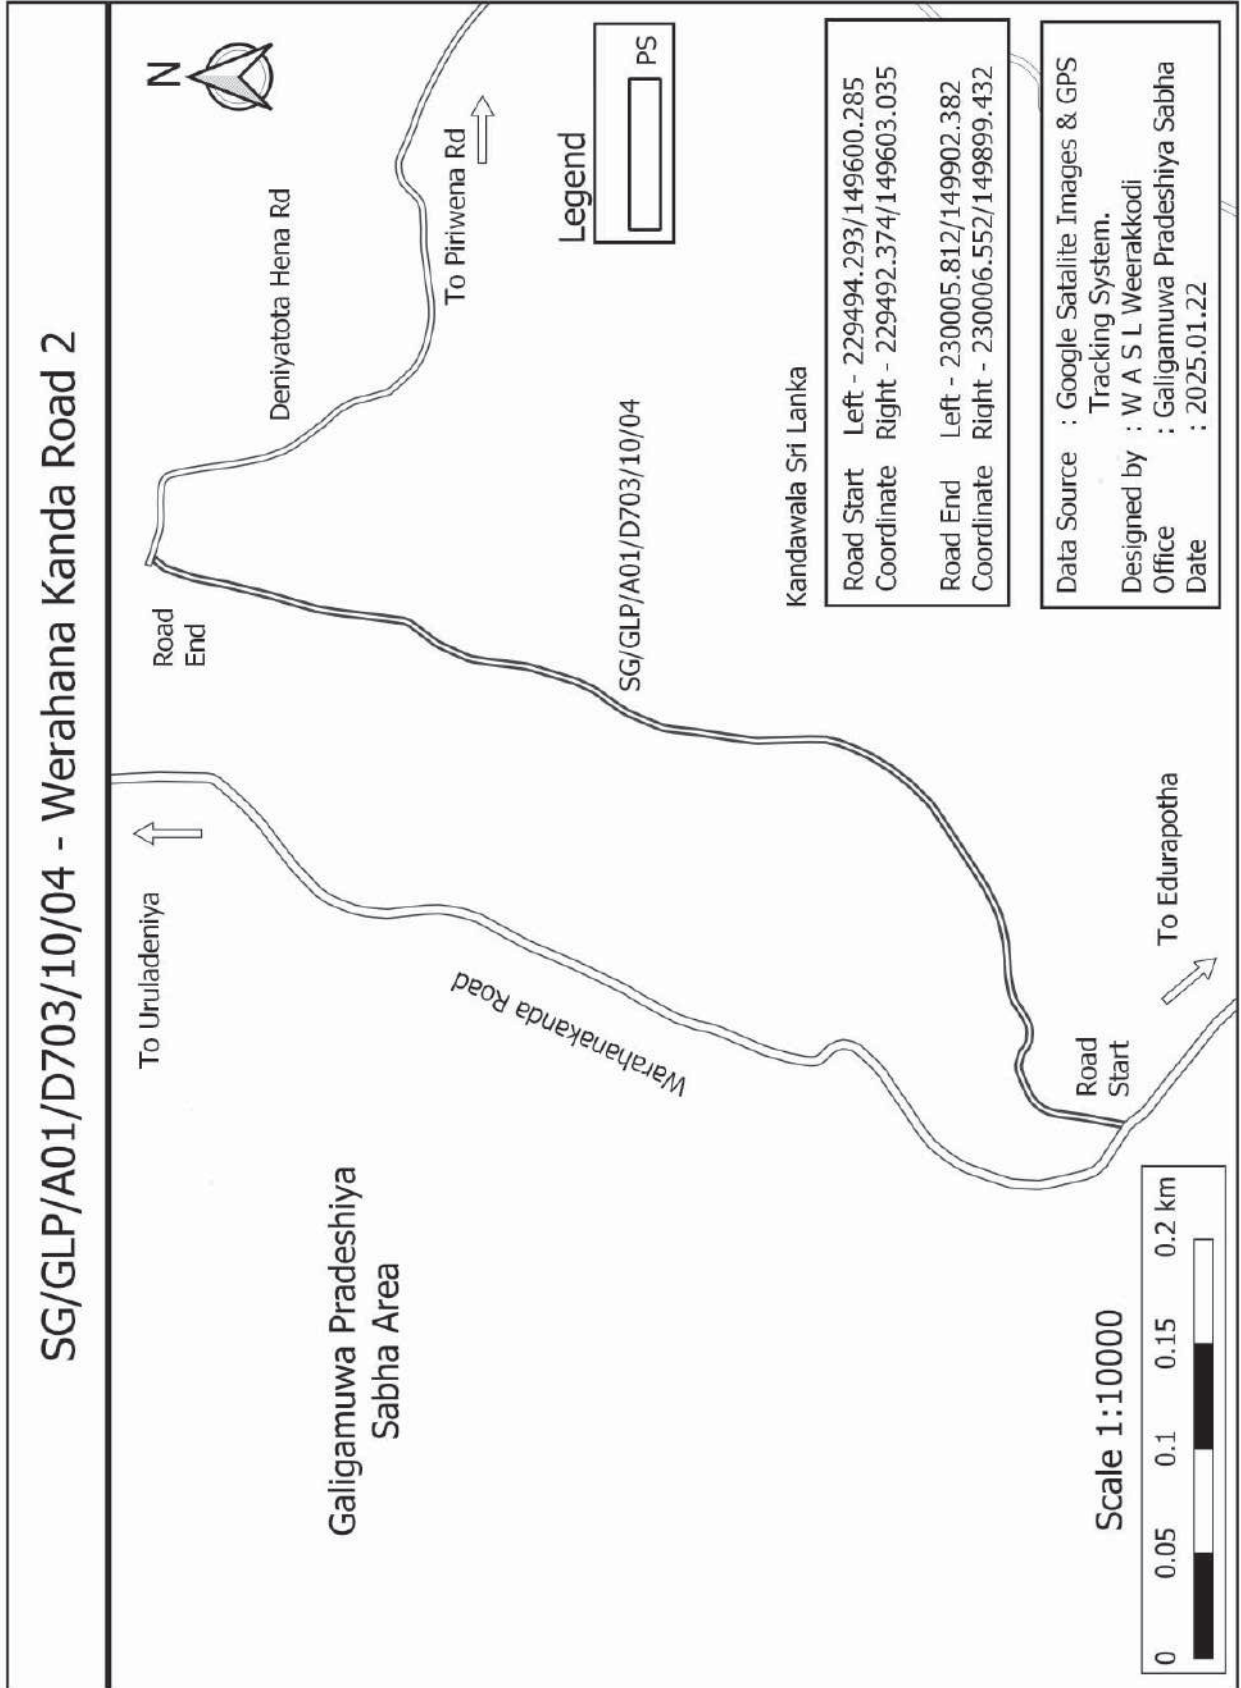 SG/GLP/A01/D703/10/04 - Werahana Kanda Road 2
N
To Uruladeniya
Road
End
Deniyatota Hena Rd
To Piriwena Rd
Galigamuwa Pradeshiya
Sabha Area
Warahanakanda Road
SG/GLP/A01/D703/10/04
Legend
PS
Kandawala Sri Lanka
Road Start Left - 229494.293/149600.285
Coordinate Right - 229492.374/149603.035
Road End Left - 230005.812/149902.382
Coordinate Right - 230006.552/149899.432
Road
Start
To Edurapotha
Data Source : Google Satalite Images & GPS
Tracking System.
Designed by : W A S L Weerakkodi
Office : Galigamuwa Pradeshiya Sabha
Date : 2025.01.22
Scale 1:10000
0 0.05 0.1 0.15 0.2 km